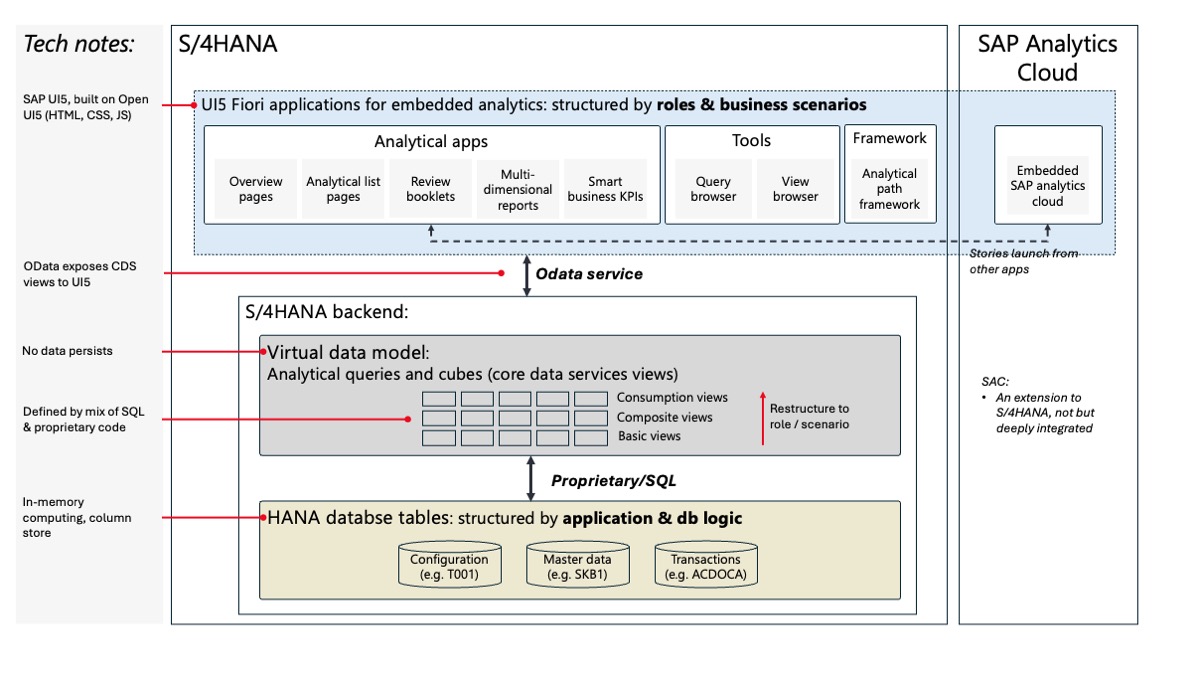 Tech notes:
S/4HANA
SAP Analytics
Cloud
SAP UI5, built on Open
UI5 (HTML, CSS, JS)
UI5 Fiori applications for embedded analytics: structured by roles & business scenarios
Analytical apps
Overview
pages
Analytical list
pages
Review
booklets
Multi-
dimensional
reports
Smart
business KPIs
Tools
Query
browser
View
browser
Framework
Analytical
path
framework
Embedded
SAP analytics
cloud
Stories launch from
other apps
OData exposes CDS
views to UI5
Odata service
S/4HANA backend:
No data persists
Virtual data model:
Analytical queries and cubes (core data services views)
Defined by mix of SQL
& proprietary code
Consumption views
Composite views
Basic views
Restructure to
role / scenario
SAC:
• An extension to
S/4HANA, not but
deeply integrated
Proprietary/SQL
In-memory
computing, column
store
HANA databse tables: structured by application & db logic
Configuration
(e.g. T001)
Master data
(e.g. SKB1)
Transactions
(e.g. ACDOCA)